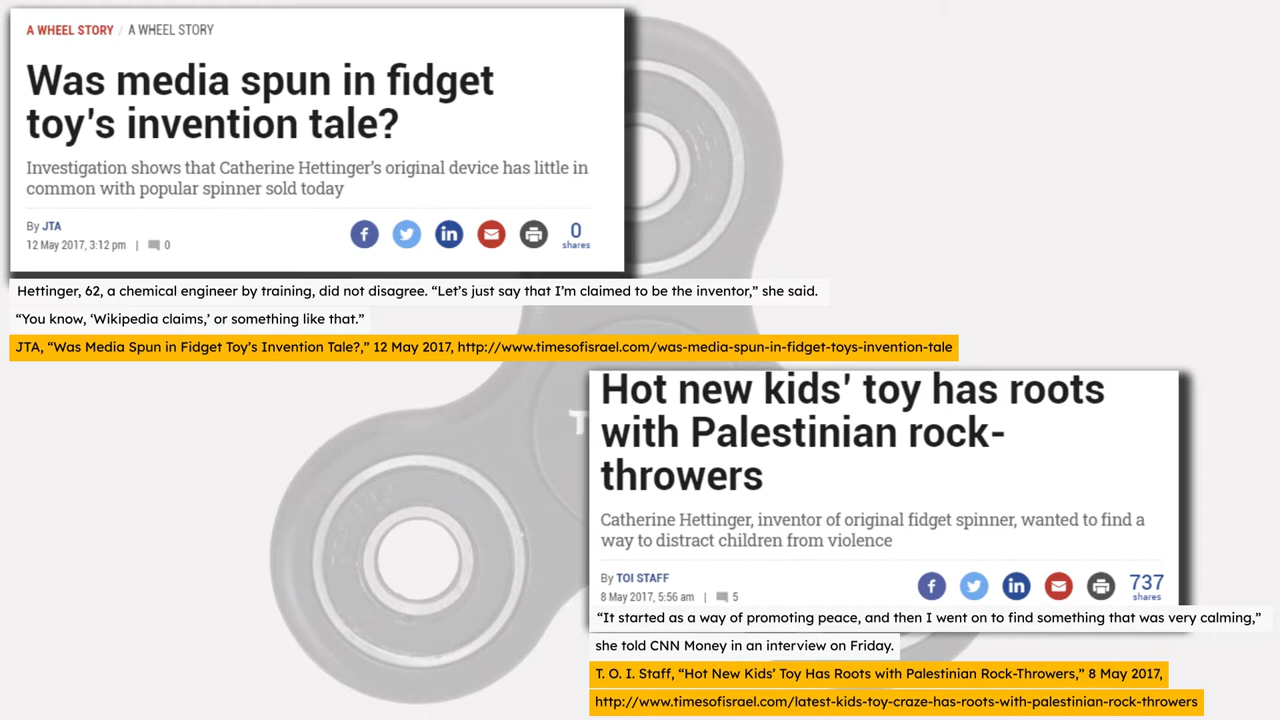 A WHEEL STORY / A WHEEL STORY
Was media spun in fidget
toy's invention tale?
Investigation shows that Catherine Hettinger's original device has little in
common with popular spinner sold today
By JTA
12 May 2017, 3:12 pm | 0
0
shares
Hettinger, 62, a chemical engineer by training, did not disagree. “Let’s just say that I’m claimed to be the inventor,” she said.
“You know, ‘Wikipedia claims,’ or something like that.”
JTA, “Was Media Spun in Fidget Toy’s Invention Tale?,” 12 May 2017, http://www.timesofisrael.com/was-media-spun-in-fidget-toys-invention-tale
Hot new kids' toy has roots
with Palestinian rock-
throwers
Catherine Hettinger, inventor of original fidget spinner, wanted to find a
way to distract children from violence
By TOI STAFF
8 May 2017, 5:56 am | 5
737
shares
“It started as a way of promoting peace, and then I went on to find something that was very calming,”
she told CNN Money in an interview on Friday.
T. O. I. Staff, “Hot New Kids’ Toy Has Roots with Palestinian Rock-Throwers,” 8 May 2017,
http://www.timesofisrael.com/latest-kids-toy-craze-has-roots-with-palestinian-rock-throwers